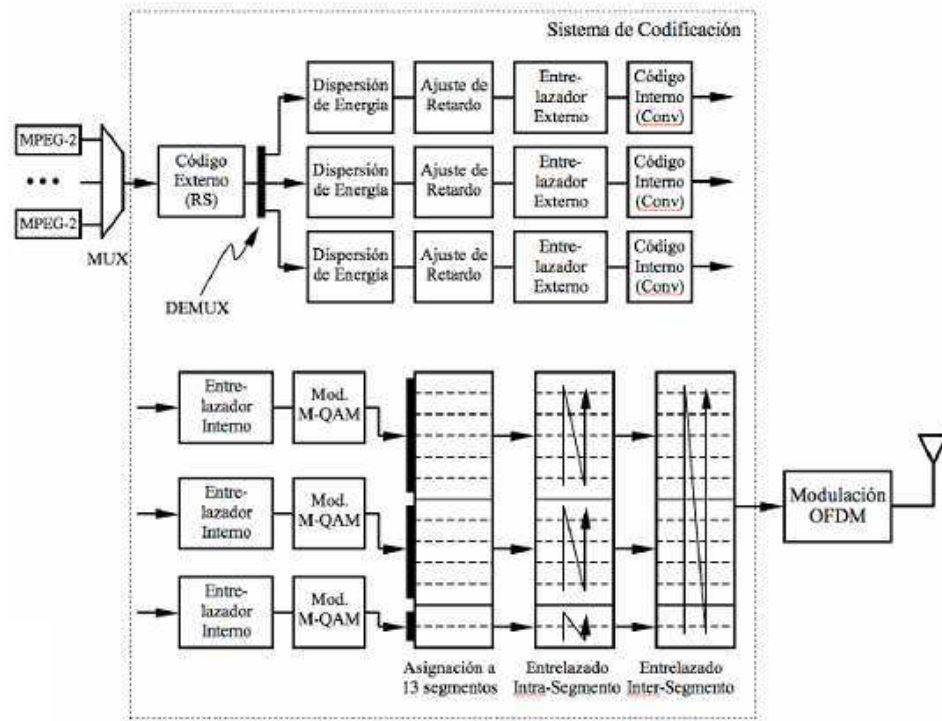 Sistema de Codificación
MPEG-2
•••
MPEG-2
MUX
Código
Externo
(RS)
DEMUX
Dispersión
de Energía
Ajuste de
Retardo
Entre-
lazador
Externo
Código
Interno
(Conv)
Dispersión
de Energía
Ajuste de
Retardo
Entre-
lazador
Externo
Código
Interno
(Conv)
Dispersión
de Energía
Ajuste de
Retardo
Entre-
lazador
Externo
Código
Interno
(Conv)
Entre-
lazador
Interno
Mod.
M-QAM
Entre-
lazador
Interno
Mod.
M-QAM
Entre-
lazador
Interno
Mod.
M-QAM
Asignación a
13 segmentos
Entrelazado
Intra-Segmento
Entrelazado
Inter-Segmento
Modulación
OFDM